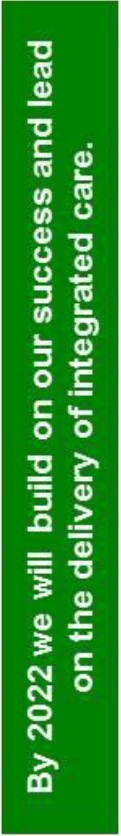 By 2022 we will build on our success and lead
on the delivery of integrated care.